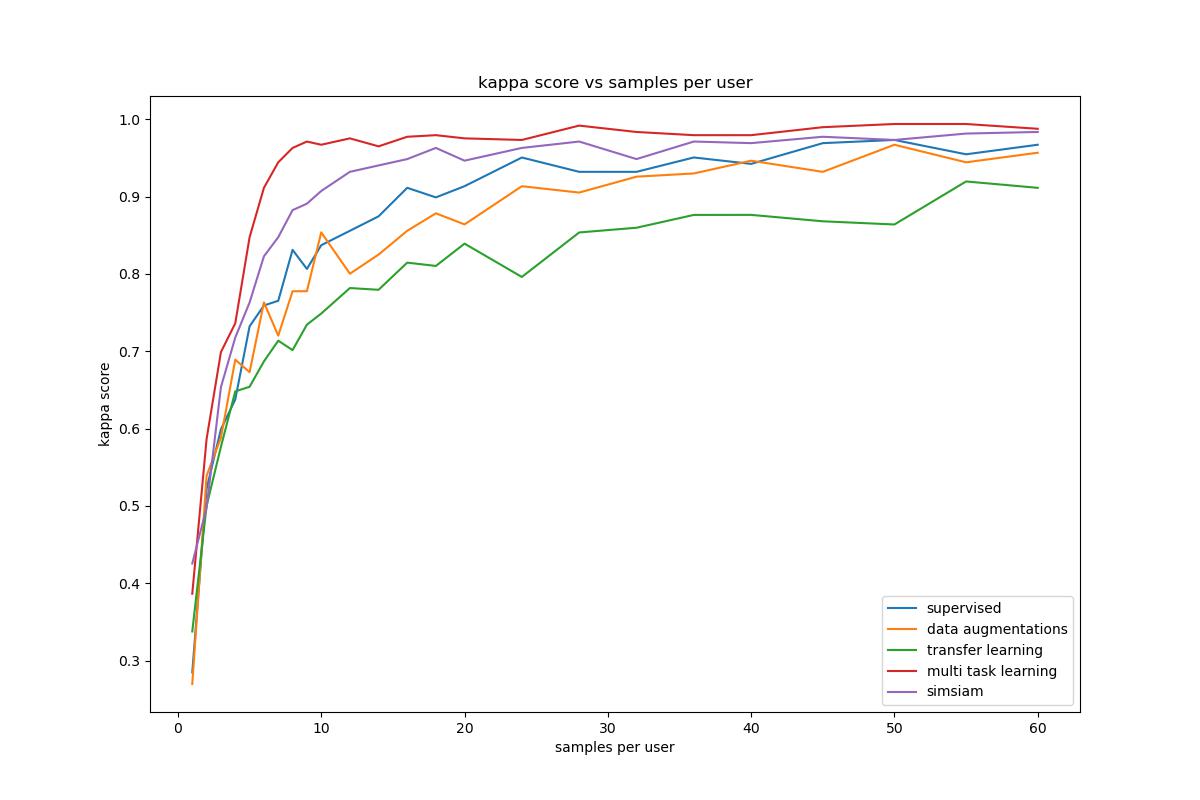 kappa score vs samples per user
kappa score
1.0
0.9
0.8
0.7
0.6
0.5
0.4
0.3
0
10
20
30
40
50
60
samples per user
supervised
data augmentations
transfer learning
multi task learning
simsiam